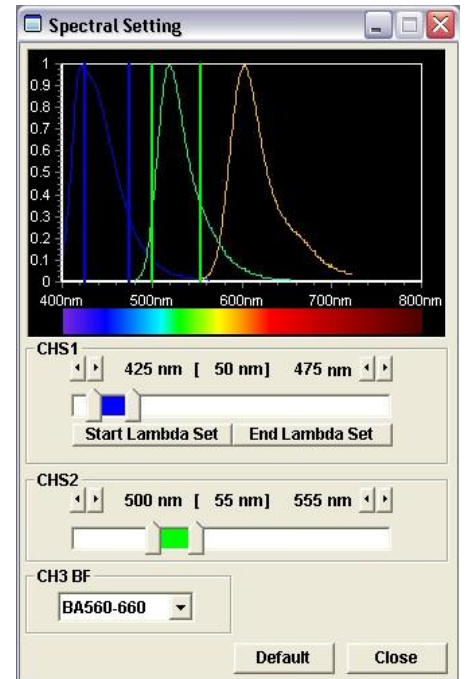 Spectral Setting
1
0.9
0.8
0.7
0.6
0.5
0.4
0.3
0.2
0.1
0
400nm 500nm 600nm 700nm 800nm
CHS1
425 nm [ 50 nm] 475 nm
Start Lambda Set End Lambda Set
CHS2
500 nm [ 55 nm] 555 nm
CH3 BF
BA560-660
Default Close